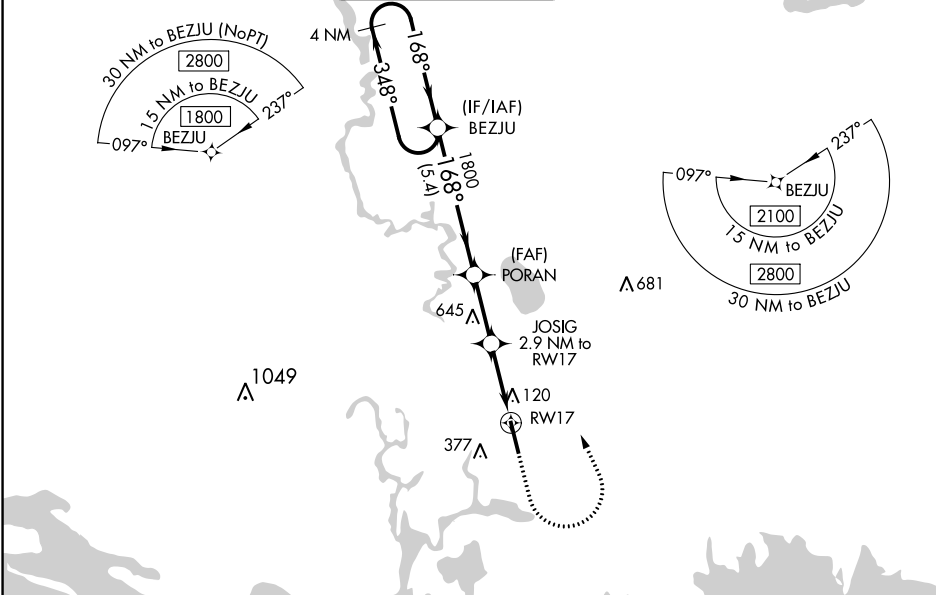 4 NM
30 NM to BEZJU (NoPT)
2800
15 NM to BEZJU
1800
BEZJU
097°
237°
168°
348°
(IF/IAF)
BEZJU
1800
168°
(5.4)
097°
237°
BEZJU
2100
15 NM to BEZJU
2800
30 NM to BEZJU
(FAF)
PORAN
681
645
JOSIG
2.9 NM to
RW17
1049
120
RW17
377